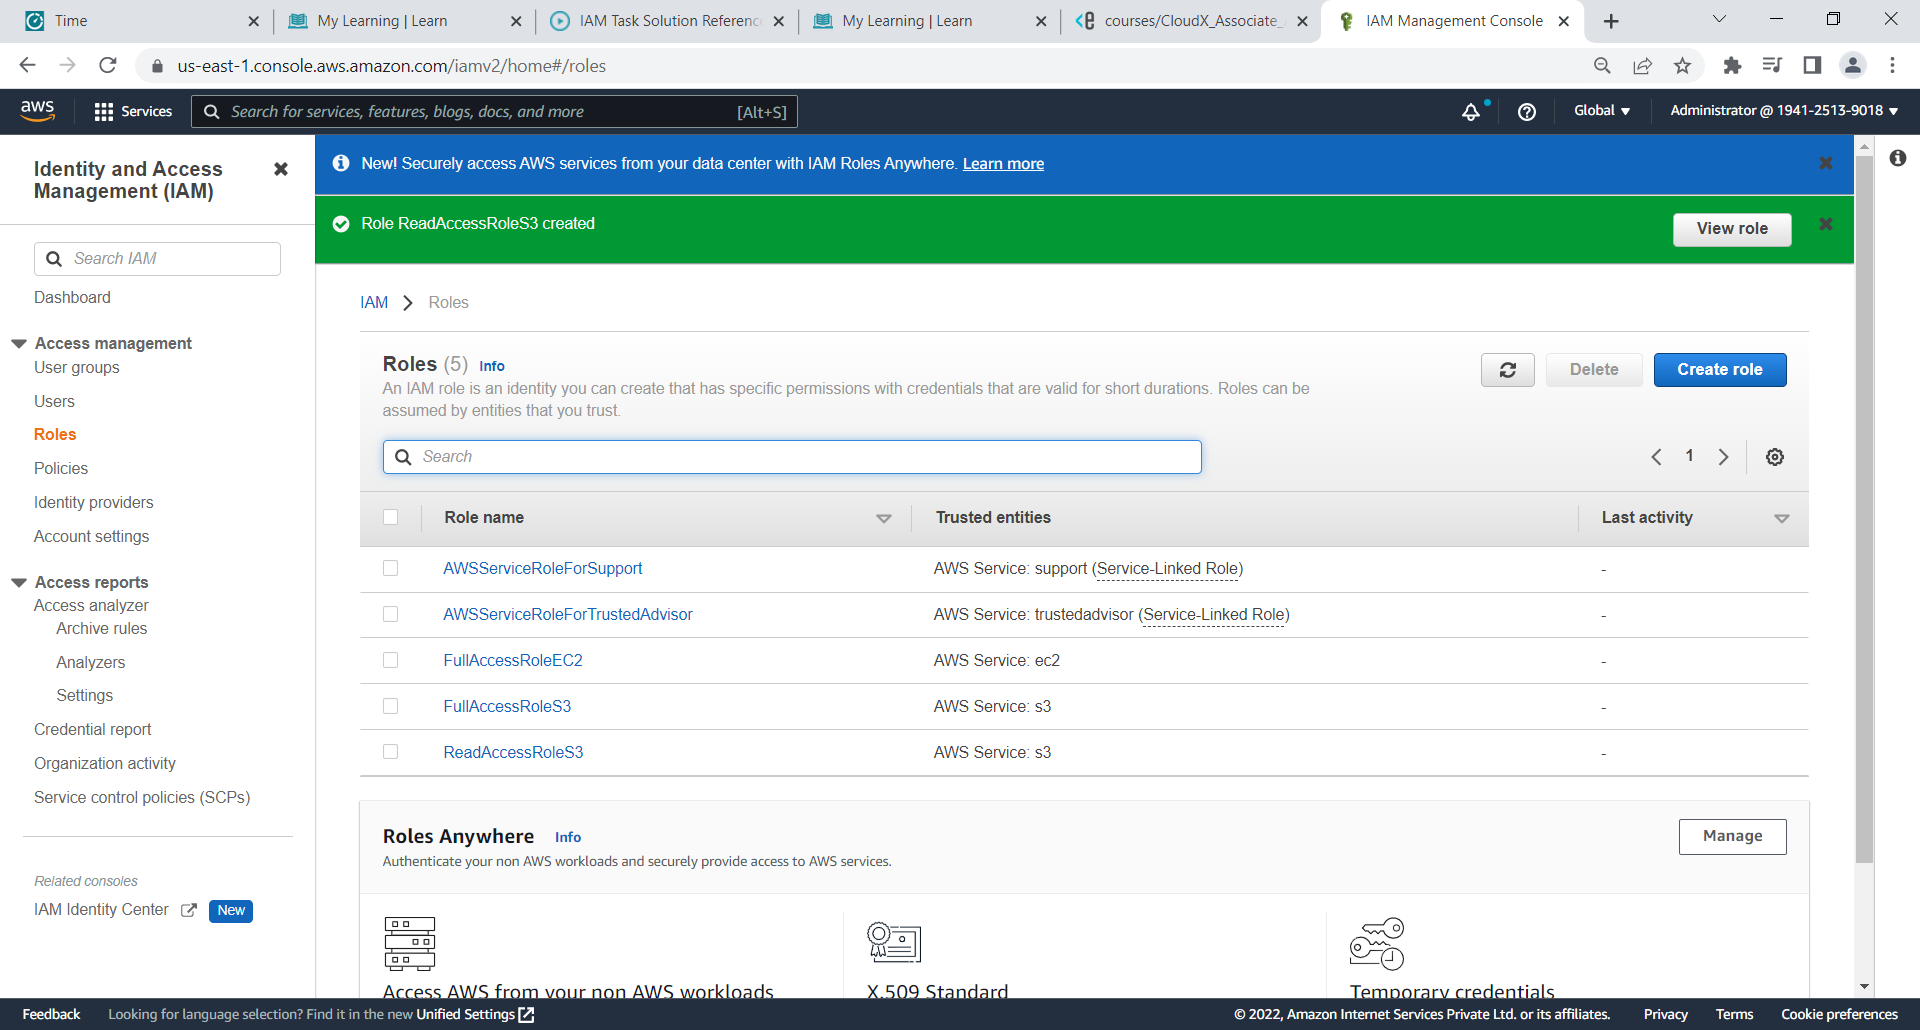 Time
My Learning | Learn
IAM Task Solution Referenc
My Learning | Learn
courses/CloudX_Associate_
IAM Management Console
us-east-1.console.aws.amazon.com/iamv2/home#/roles
aws
Services
Search for services, features, blogs, docs, and more
[Alt+S]
Global
Administrator @ 1941-2513-9018
Identity and Access
Management (IAM)
Search IAM
Dashboard
Access management
User groups
Users
Roles
Policies
Identity providers
Account settings
Access reports
Access analyzer
Archive rules
Analyzers
Settings
Credential report
Organization activity
Service control policies (SCPs)
Related consoles
IAM Identity Center
New
New! Securely access AWS services from your data center with IAM Roles Anywhere. Learn more
Role ReadAccessRoleS3 created
View role
IAM > Roles
Roles (5) Info
An IAM role is an identity you can create that has specific permissions with credentials that are valid for short durations. Roles can be
assumed by entities that you trust.
Delete
Create role
Search
1
Role name Trusted entities Last activity
AWSServiceRoleForSupport AWS Service: support (Service-Linked Role) -
AWSServiceRoleForTrustedAdvisor AWS Service: trustedadvisor (Service-Linked Role) -
FullAccessRoleEC2 AWS Service: ec2 -
FullAccessRoleS3 AWS Service: s3 -
ReadAccessRoleS3 AWS Service: s3 -
Roles Anywhere Info
Authenticate your non AWS workloads and securely provide access to AWS services.
Manage
Access AWS from your non AWS workloads
X.509 Standard
Temporary credentials
Feedback
Looking for language selection? Find it in the new Unified Settings
© 2022, Amazon Internet Services Private Ltd. or its affiliates.
Privacy
Terms
Cookie preferences